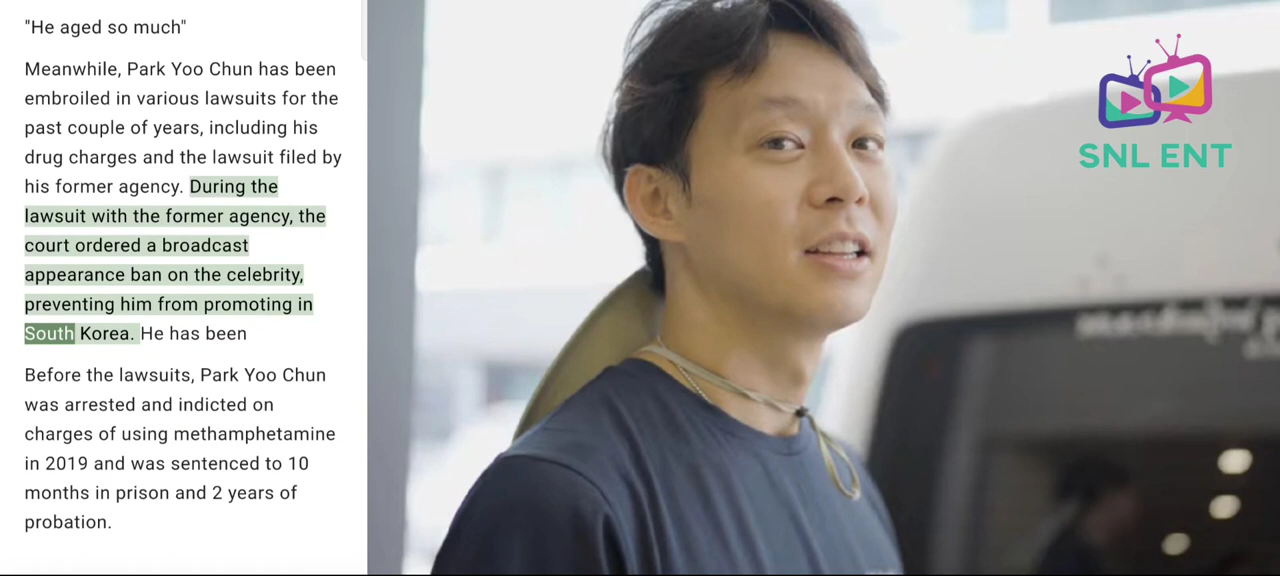 "He aged so much"
Meanwhile, Park Yoo Chun has been
embroiled in various lawsuits for the
past couple of years, including his
drug charges and the lawsuit filed by
his former agency. During the
lawsuit with the former agency, the
court ordered a broadcast
appearance ban on the celebrity,
preventing him from promoting in
South Korea. He has been
Before the lawsuits, Park Yoo Chun
was arrested and indicted on
charges of using methamphetamine
in 2019 and was sentenced to 10
months in prison and 2 years of
probation.
SNL ENT